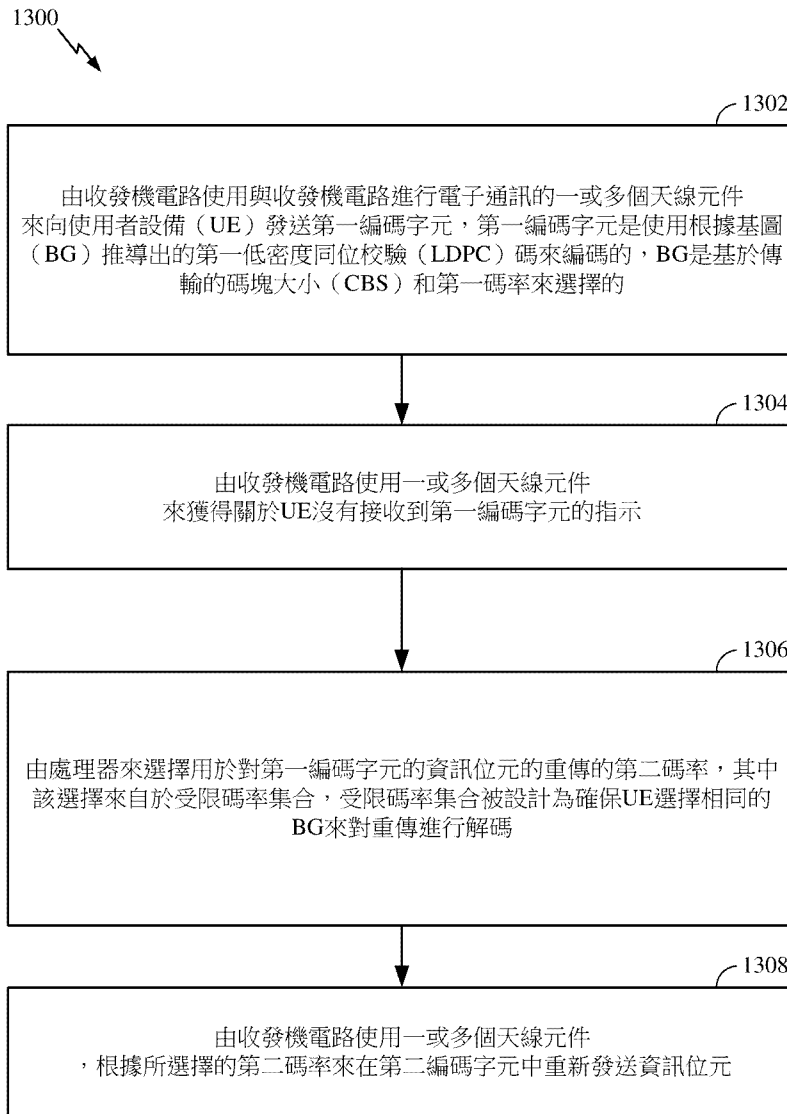 1300
1302
由收發機電路使用與收發機電路進行電子通訊的一或多個天線元件
來向使用者設備（UE）發送第一編碼字元，第一編碼字元是使用根據基圖
（BG）推導出的第一低密度同位校驗（LDPC）碼來編碼的，BG是基於傳
輸的碼塊大小（CBS）和第一碼率來選擇的
1304
由收發機電路使用一或多個天線元件
來獲得關於UE沒有接收到第一編碼字元的指示
1306
由處理器來選擇用於對第一編碼字元的資訊位元的重傳的第二碼率，其中
該選擇來自於受限碼率集合，受限碼率集合被設計為確保UE選擇相同的
BG來對重傳進行解碼
1308
由收發機電路使用一或多個天線元件
，根據所選擇的第二碼率來在第二編碼字元中重新發送資訊位元